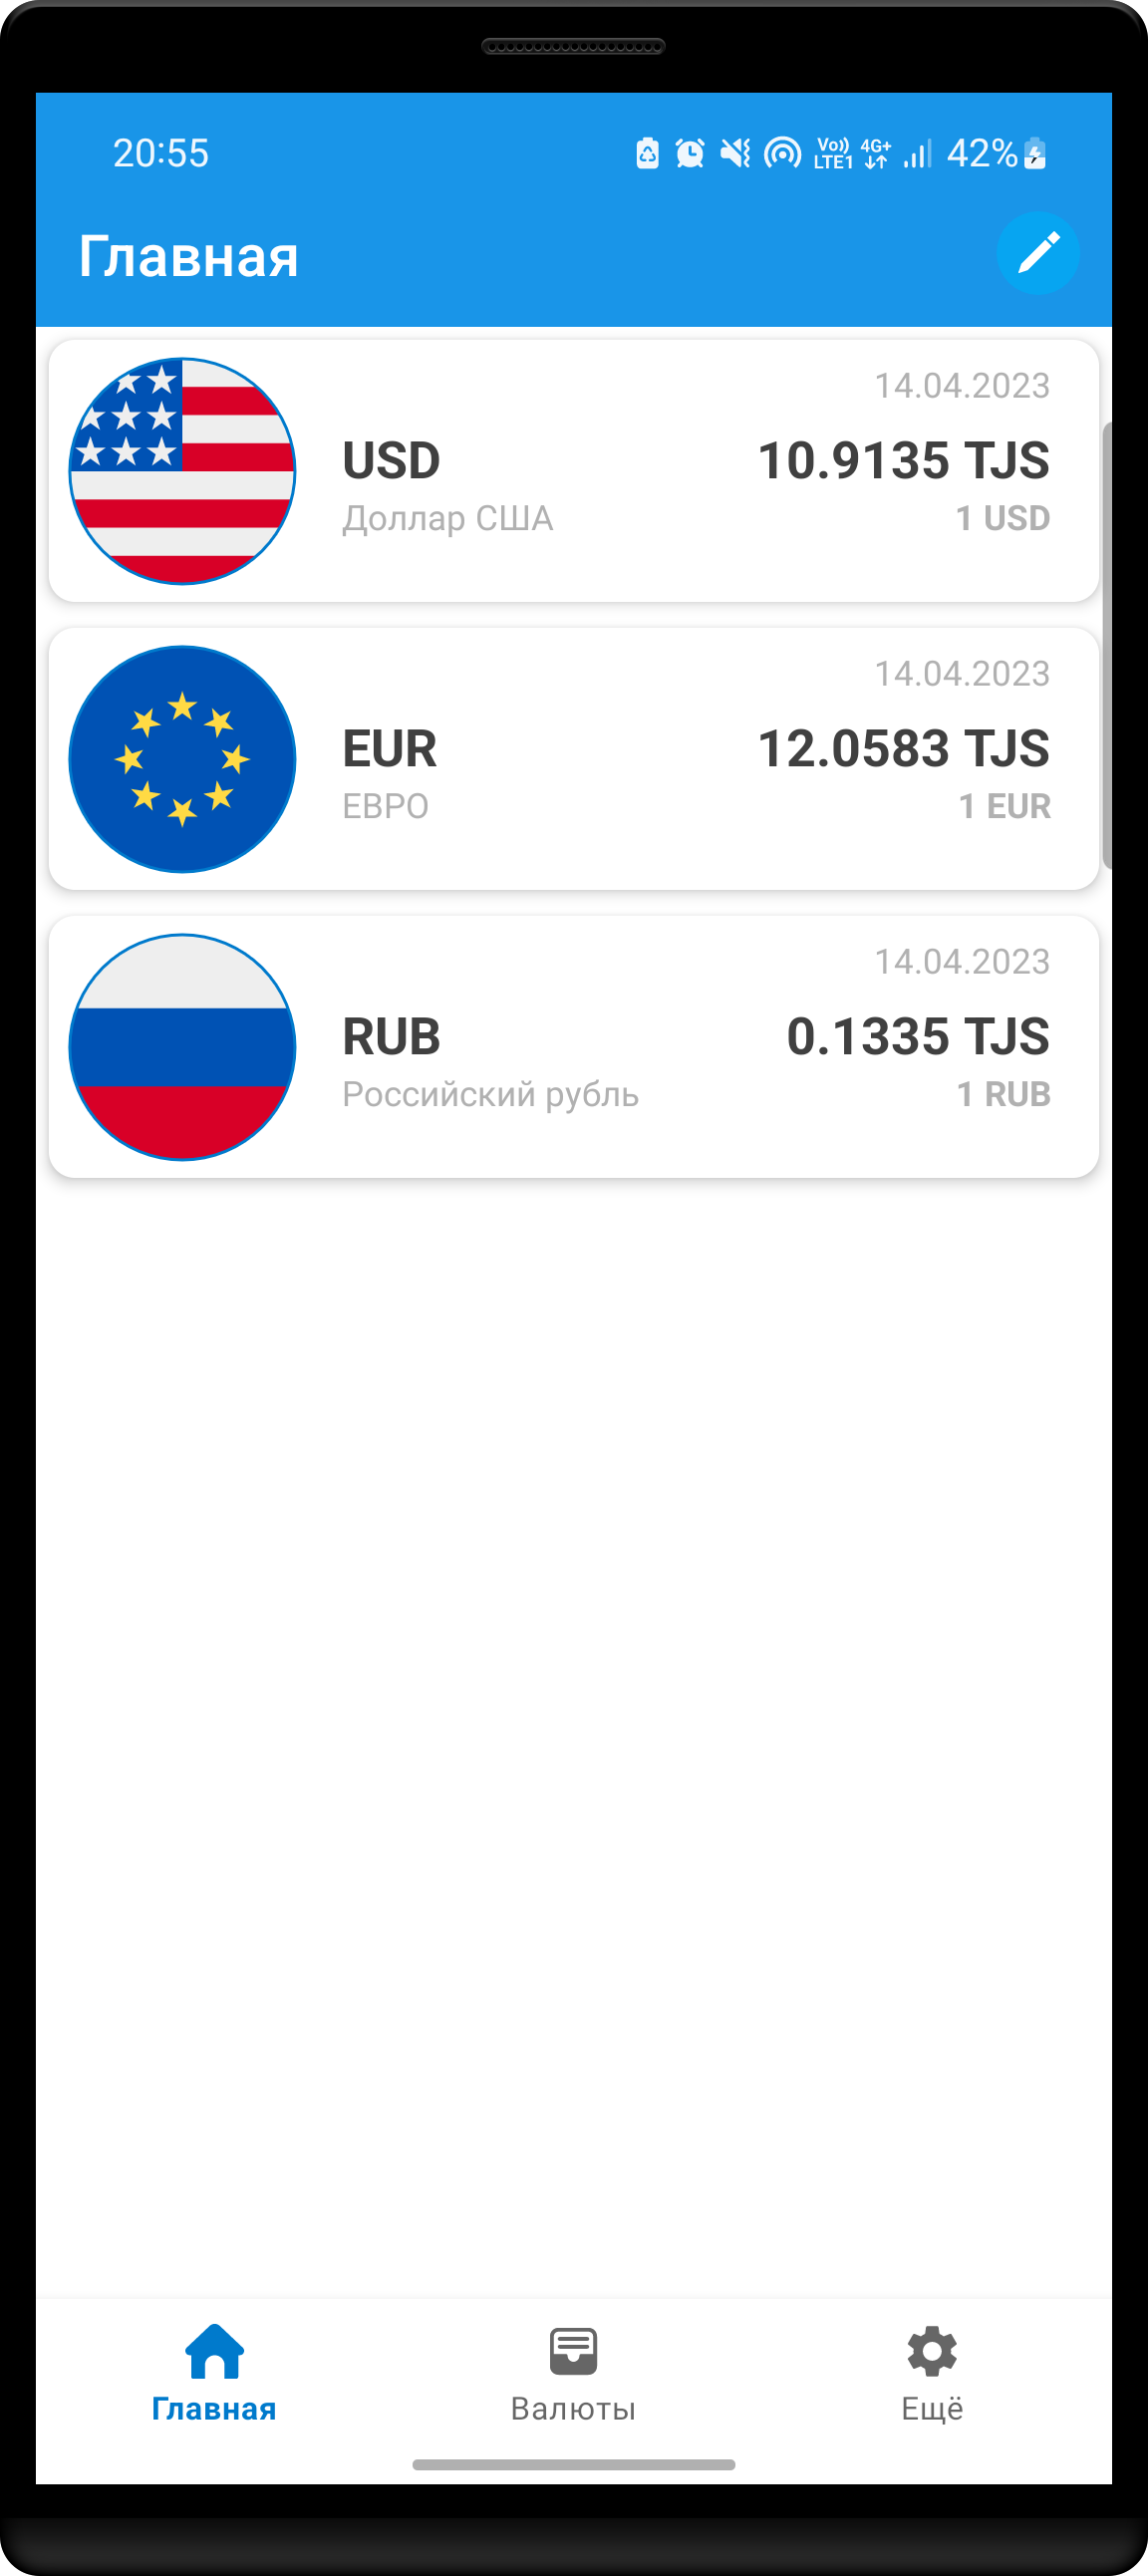 20:55
Vo)) LTE1 4G+ 42%
Главная
14.04.2023
USD 10.9135 TJS
Доллар США 1 USD
14.04.2023
EUR 12.0583 TJS
ЕВРО 1 EUR
14.04.2023
RUB 0.1335 TJS
Российский рубль 1 RUB
Главная Валюты Ещё